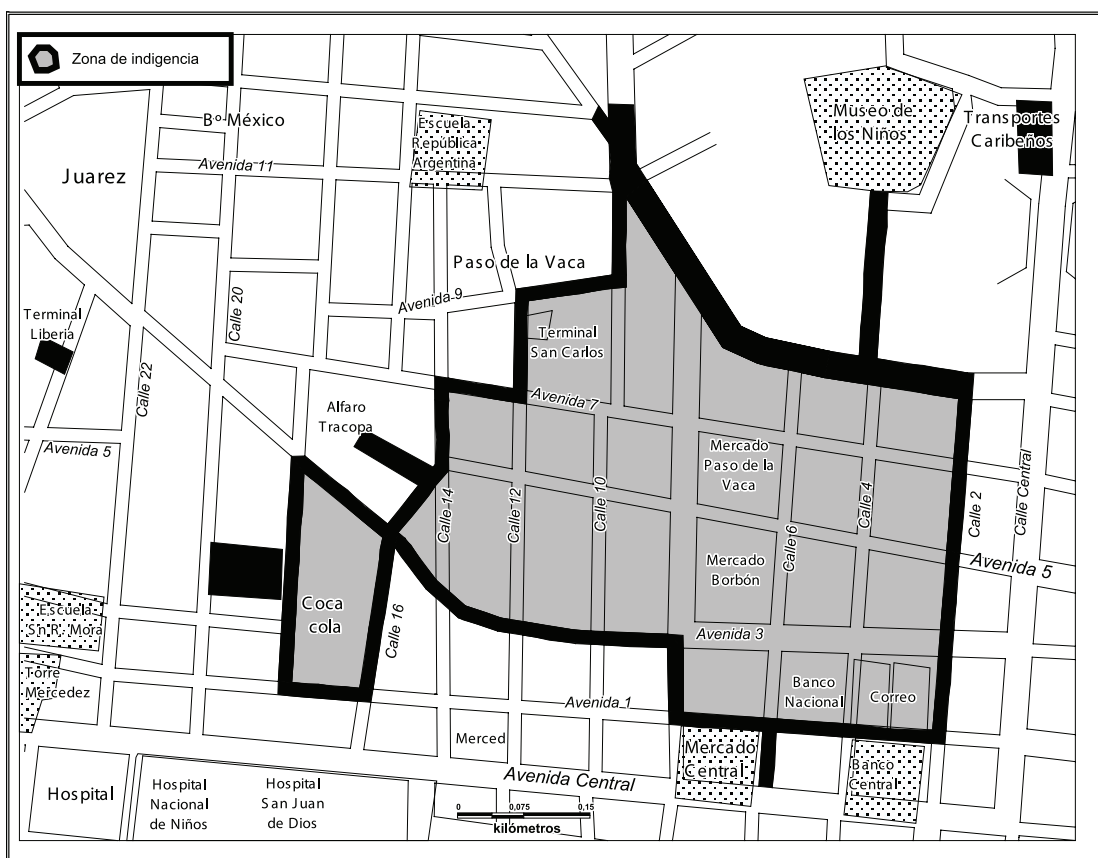 Zona de indigencia
Bº México
Escuela
República
Argentina
Museo de
los Niños
Transportes
Caribeños
Avenida 11
Juarez
Paso de la Vaca
Avenida 9
Calle 20
Terminal
Liberia
Terminal
San Carlos
Calle 22
Avenida 7
Alfaro
Tracopa
Avenida 5
Mercado
Paso de la
Vaca
Calle 14
Calle 12
Calle 10
Calle 4
Calle 2
Calle Central
Calle 6
Avenida 5
Mercado
Borbón
Escuela
Sn R. Mora
Coca
cola
Calle 16
Avenida 3
Torre
Mercedez
Banco
Nacional
Correo
Avenida 1
Merced
1
Mercado
Central
Avenida Central
Banco
Central
Hospital
Hospital
Nacional
de Niños
Hospital
San Juan
de Dios
0 0,075 0,15
kilómetros